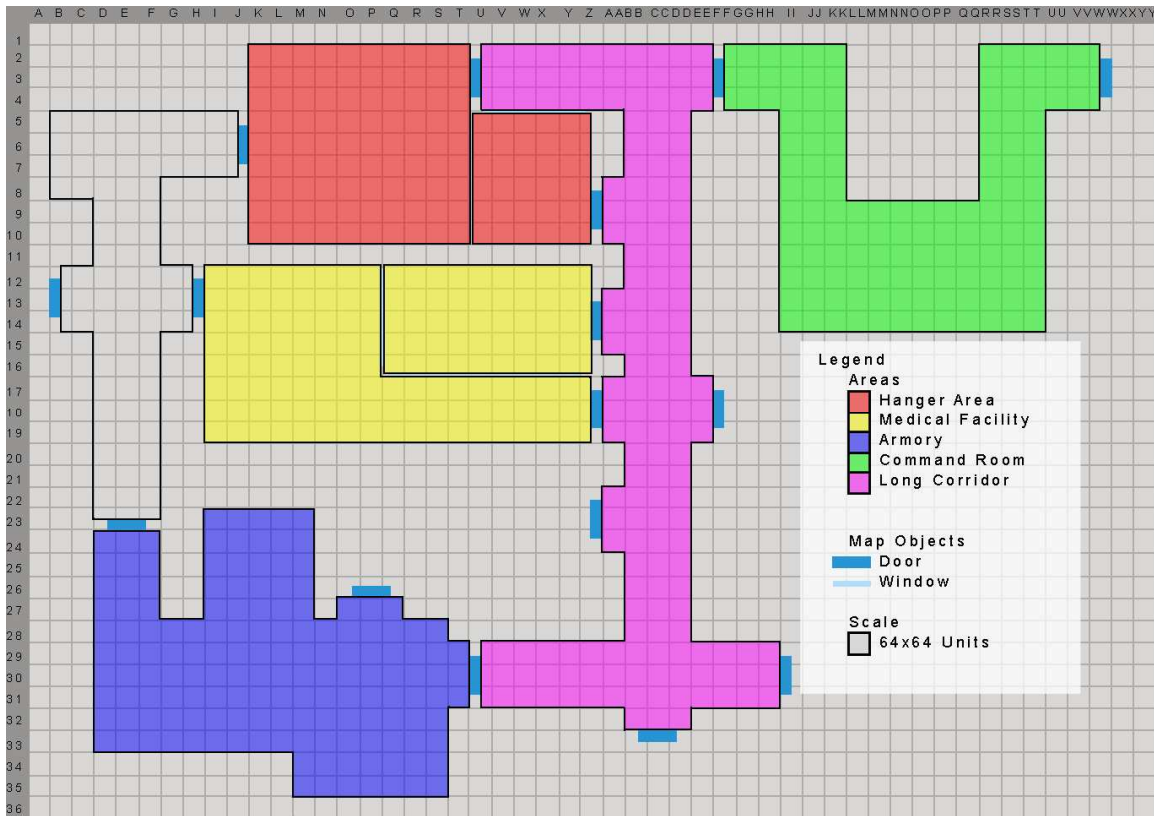 A B C D E F G H I J K L M N O P Q R S T U V W X Y Z AA BB CC DD EE FF GG HH II JJ KK LL MM NN OO PP QQ RR SS TT UU VV WW XX YY
1
2
3
4
5
6
7
8
9
10
11
12
13
14
15
16
17
10
19
20
21
22
23
24
25
26
27
28
29
30
31
32
33
34
35
36
Legend
Areas
Hanger Area
Medical Facility
Armory
Command Room
Long Corridor
Map Objects
Door
Window
Scale
64x64 Units